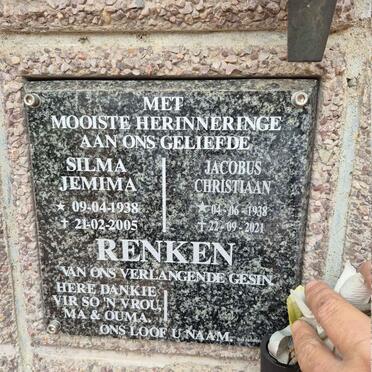 MET
MOOISTE HERINNERINGE
AAN ONS GELIEFDE
SILMA
JEMIMA
★ 09-04-1938
† 21-02-2005
JACOBUS
CHRISTIAAN
★ 04-06-1938
† 22-09-2021
RENKEN
VAN ONS VERLANGENDE GESIN.
HERE DANKIE
VIR SO 'N VROU,
MA & OUMA.
ONS LOOF U NAAM.